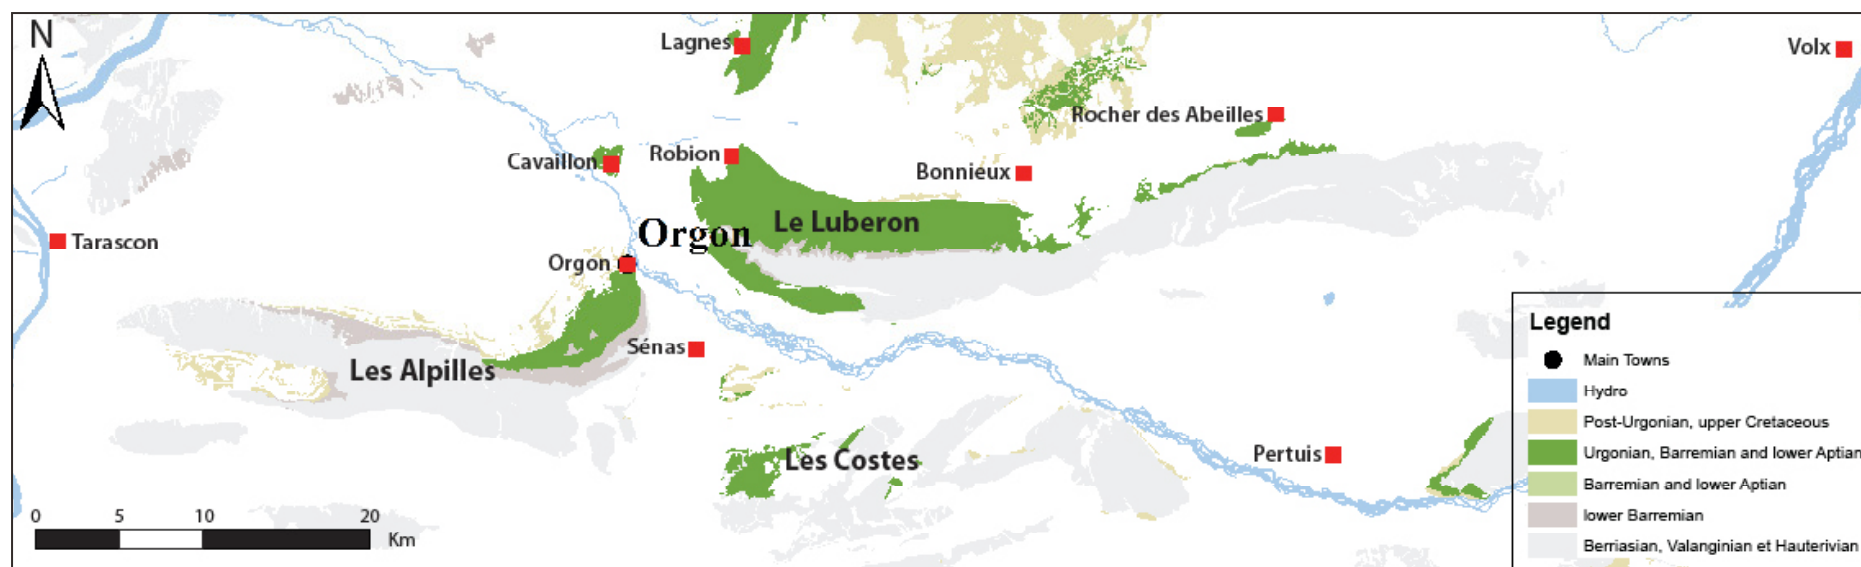 N
Lagnes
Volx
Rocher des Abeilles
Cavaillon
Robion
Bonnieux
Le Luberon
Orgon
Tarascon
Orgon
Sénas
Les Alpilles
Les Costes
Pertuis
0 5 10 20
Km
Legend
Main Towns
Hydro
Post-Urgonian, upper Cretaceous
Urgonian, Barremian and lower Aptian
Barremian and lower Aptian
lower Barremian
Berriasian, Valanginian et Hauterivian